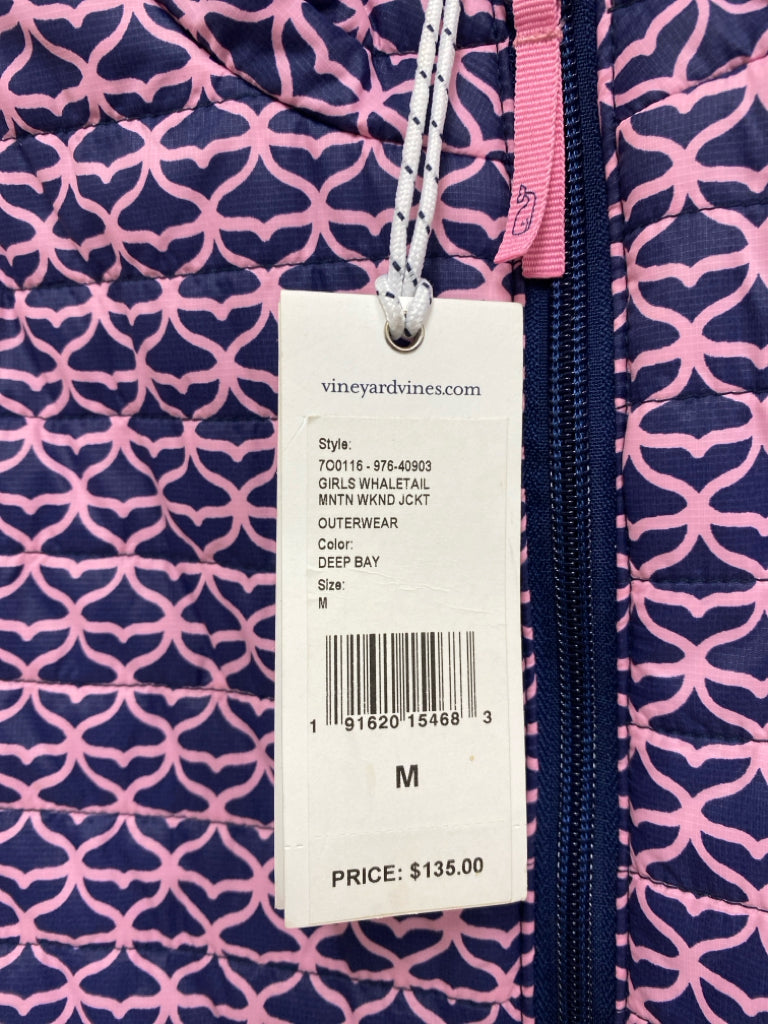 vineyardvines.com
Style:
7O0116 - 976-40903
GIRLS WHALETAIL
MNTN WKND JCKT
OUTERWEAR
Color:
DEEP BAY
Size:
M
1 91620 15468 3
M
PRICE: $135.00